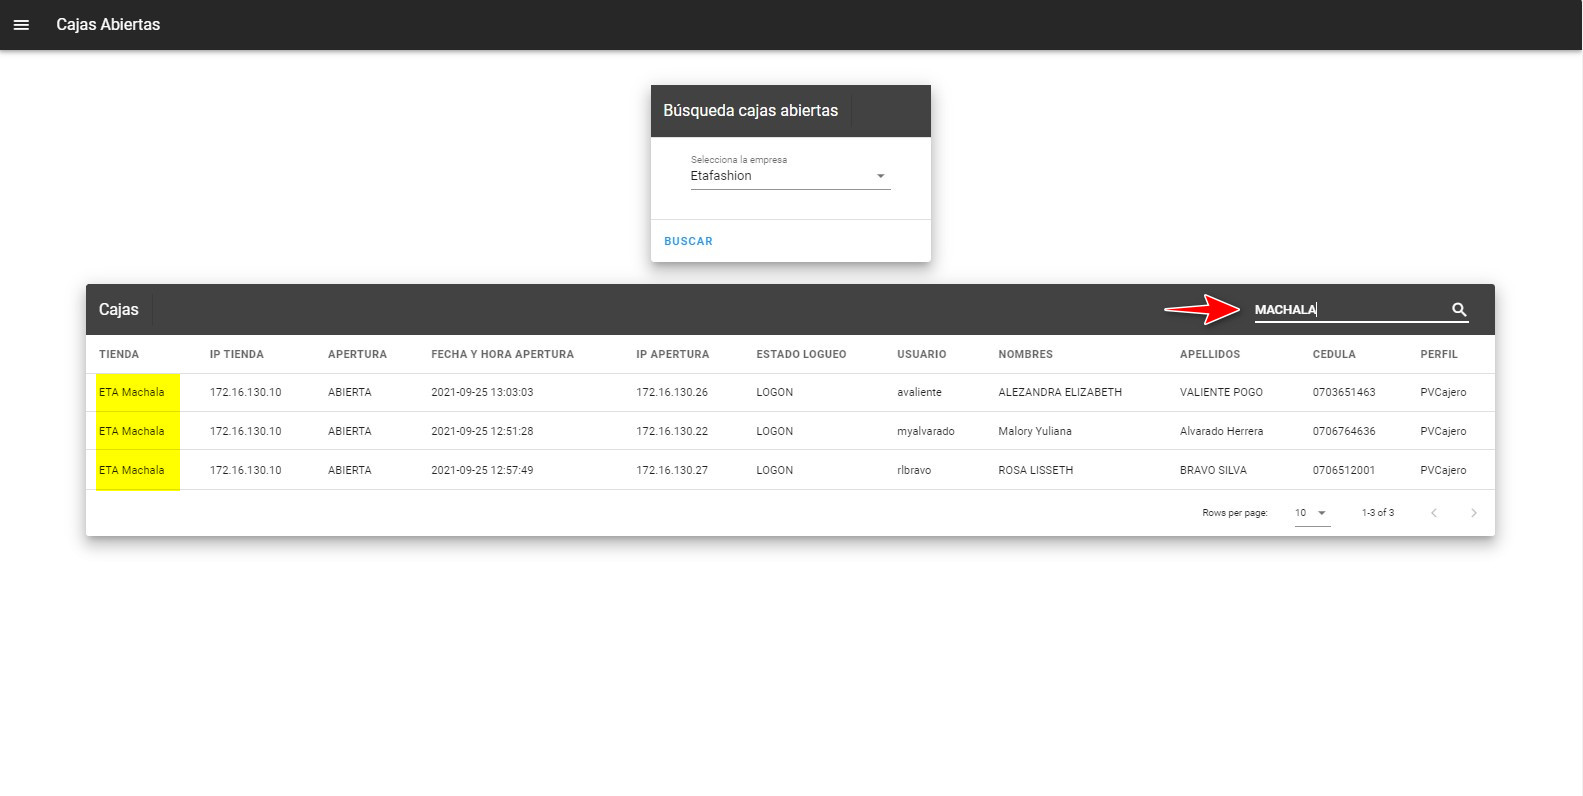 Cajas Abiertas
Búsqueda cajas abiertas
Selecciona la empresa
Etafashion
BUSCAR
Cajas MACHALA
TIENDA IP TIENDA APERTURA FECHA Y HORA APERTURA IP APERTURA ESTADO LOGUEO USUARIO NOMBRES APELLIDOS CEDULA PERFIL
ETA Machala 172.16.130.10 ABIERTA 2021-09-25 13:03:03 172.16.130.26 LOGON avaliente ALEZANDRA ELIZABETH VALIENTE POGO 0703651463 PVCajero
ETA Machala 172.16.130.10 ABIERTA 2021-09-25 12:51:28 172.16.130.22 LOGON myalvarado Malory Yuliana Alvarado Herrera 0706764636 PVCajero
ETA Machala 172.16.130.10 ABIERTA 2021-09-25 12:57:49 172.16.130.27 LOGON rlbravo ROSA LISSETH BRAVO SILVA 0706512001 PVCajero
Rows per page: 10 1-3 of 3